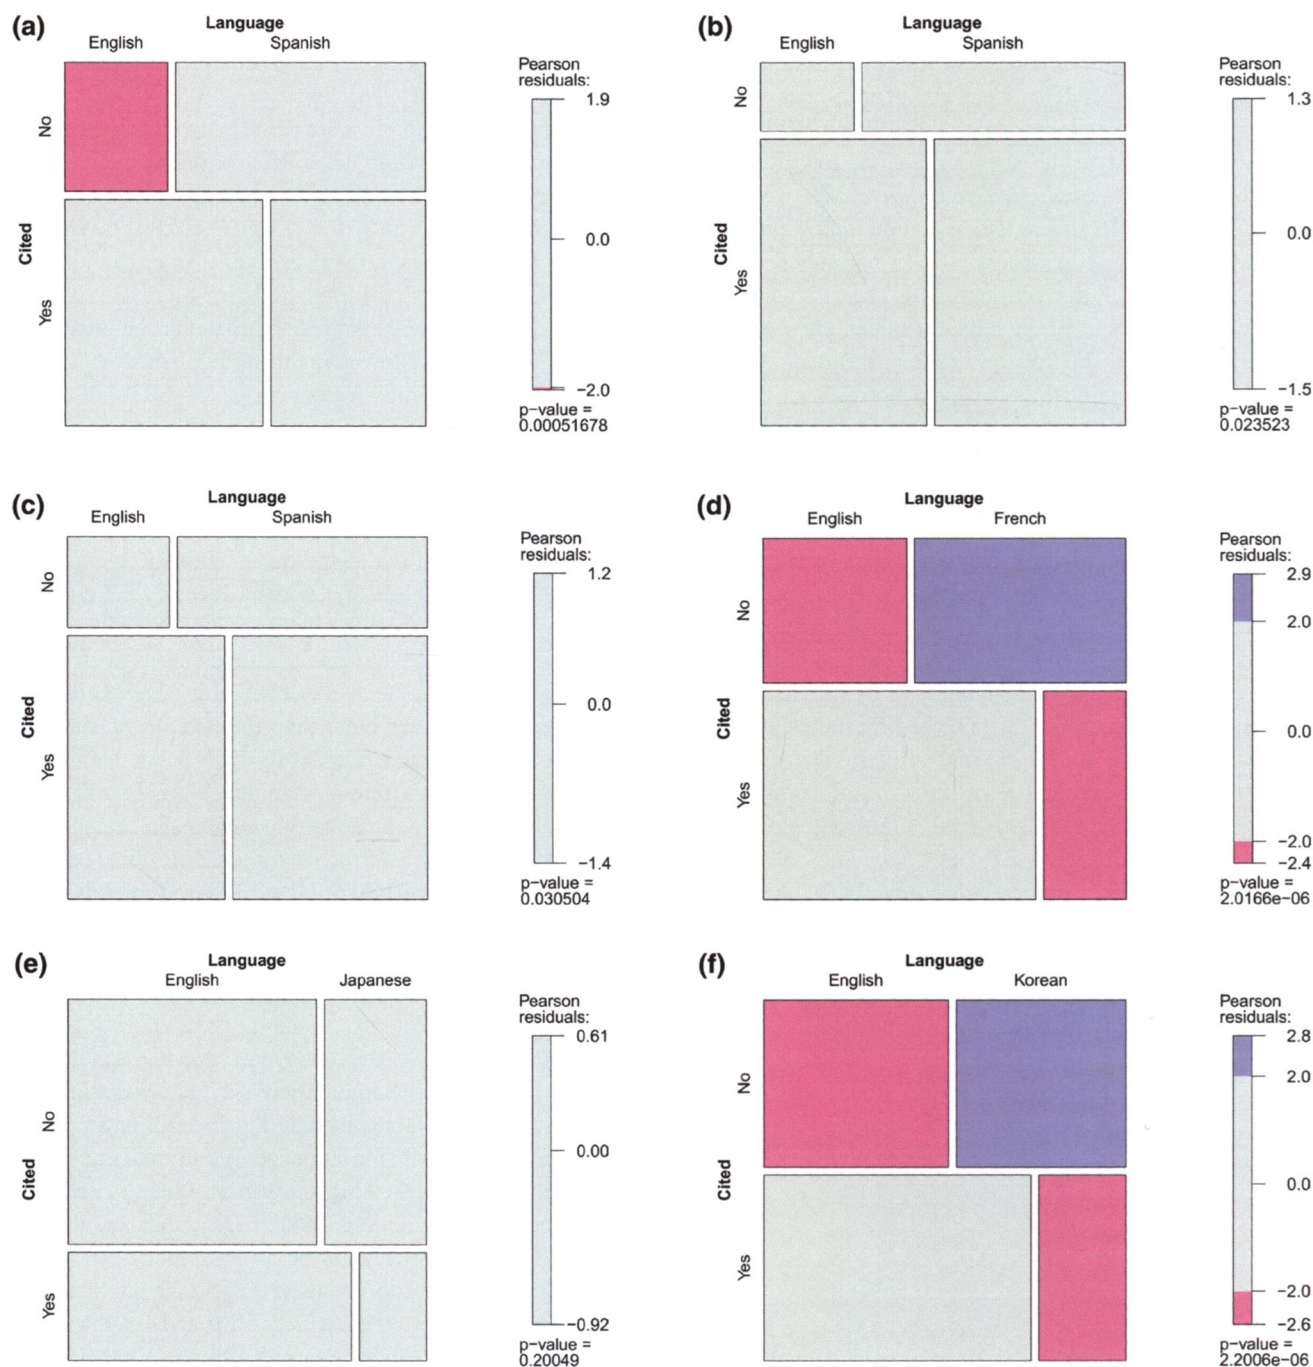 (a)
Language
English Spanish
No
Cited
Yes
Pearson
residuals:
1.9
0.0
−2.0
p−value =
0.00051678
(b)
Language
English Spanish
No
Cited
Yes
Pearson
residuals:
1.3
0.0
−1.5
p−value =
0.023523
(c)
Language
English Spanish
No
Cited
Yes
Pearson
residuals:
1.2
0.0
−1.4
p−value =
0.030504
(d)
Language
English French
No
Cited
Yes
Pearson
residuals:
2.9
2.0
0.0
−2.0
−2.4
p−value =
2.0166e−06
(e)
Language
English Japanese
No
Cited
Yes
Pearson
residuals:
0.61
0.00
−0.92
p−value =
0.20049
(f)
Language
English Korean
No
Cited
Yes
Pearson
residuals:
2.8
2.0
0.0
−2.0
−2.6
p−value =
2.2006e−06